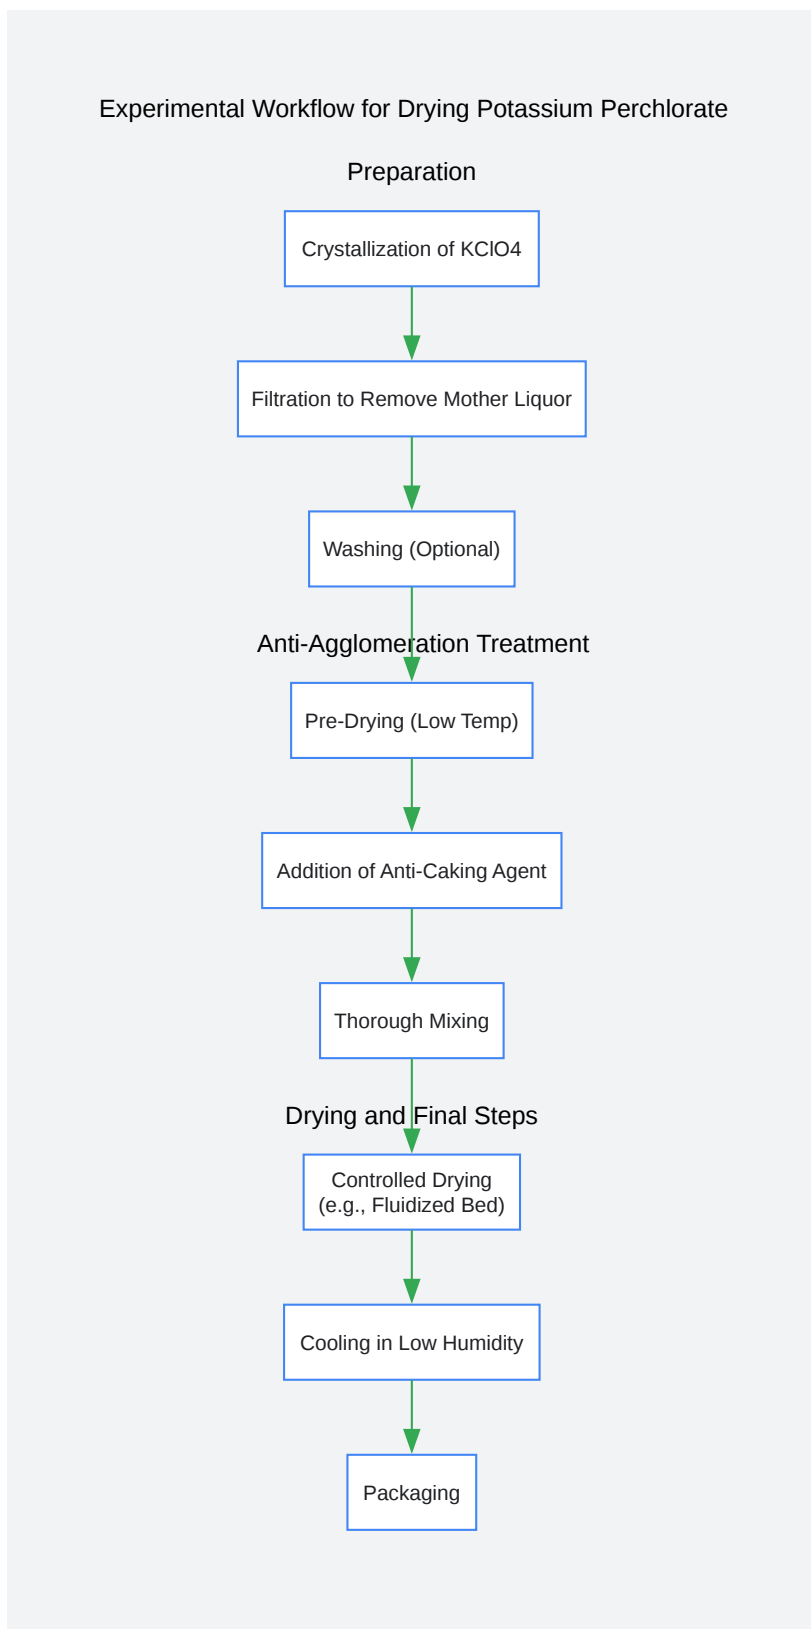 Experimental Workflow for Drying Potassium Perchlorate
Preparation
Crystallization of KClO4
Filtration to Remove Mother Liquor
Washing (Optional)
Anti-Agglomeration Treatment
Pre-Drying (Low Temp)
Addition of Anti-Caking Agent
Thorough Mixing
Drying and Final Steps
Controlled Drying
(e.g., Fluidized Bed)
Cooling in Low Humidity
Packaging